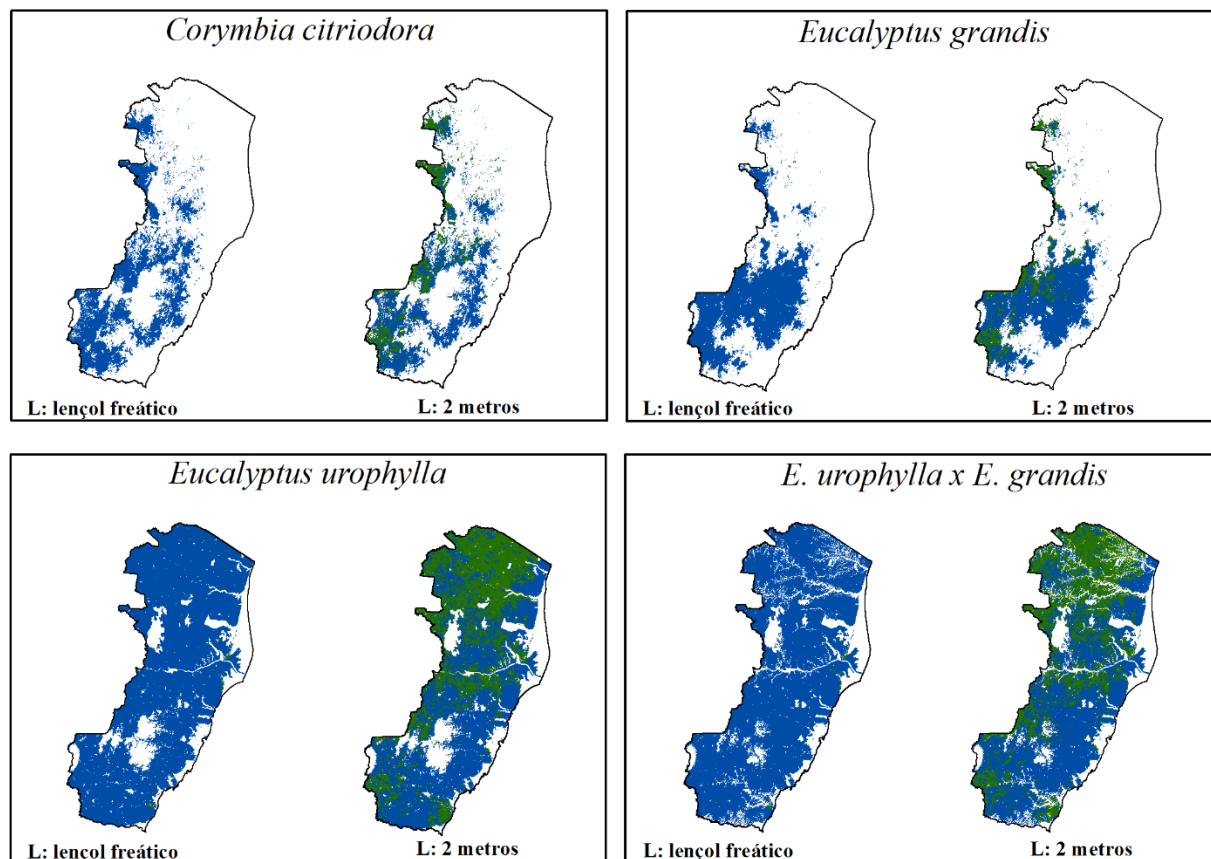 Corymbia citriodora
L: lençol freático
L: 2 metros
Eucalyptus grandis
L: lençol freático
L: 2 metros
Eucalyptus urophylla
L: lençol freático
L: 2 metros
E. urophylla x E. grandis
L: lençol freático
L: 2 metros